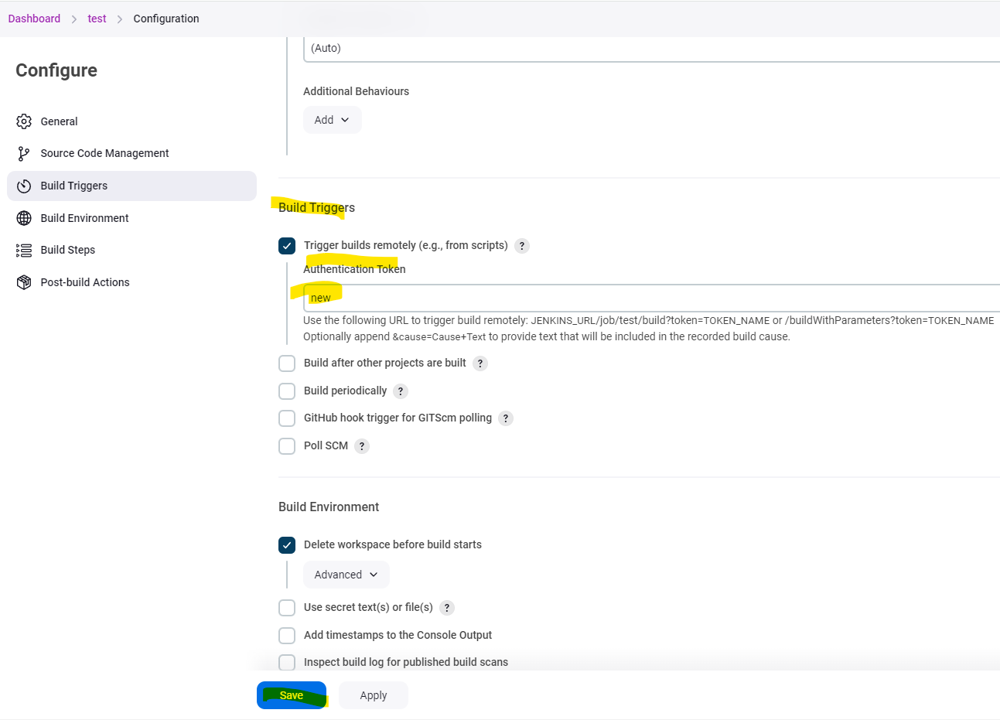 Dashboard > test > Configuration
Configure
General
Source Code Management
Build Triggers
Build Environment
Build Steps
Post-build Actions
(Auto)
Additional Behaviours
Add
Build Triggers
Trigger builds remotely (e.g., from scripts) ?
Authentication Token
new
Use the following URL to trigger build remotely: JENKINS_URL/job/test/build?token=TOKEN_NAME or /buildWithParameters?token=TOKEN_NAME
Optionally append &cause=Cause+Text to provide text that will be included in the recorded build cause.
Build after other projects are built ?
Build periodically ?
GitHub hook trigger for GITScm polling ?
Poll SCM ?
Build Environment
Delete workspace before build starts
Advanced
Use secret text(s) or file(s) ?
Add timestamps to the Console Output
Inspect build log for published build scans
Save
Apply